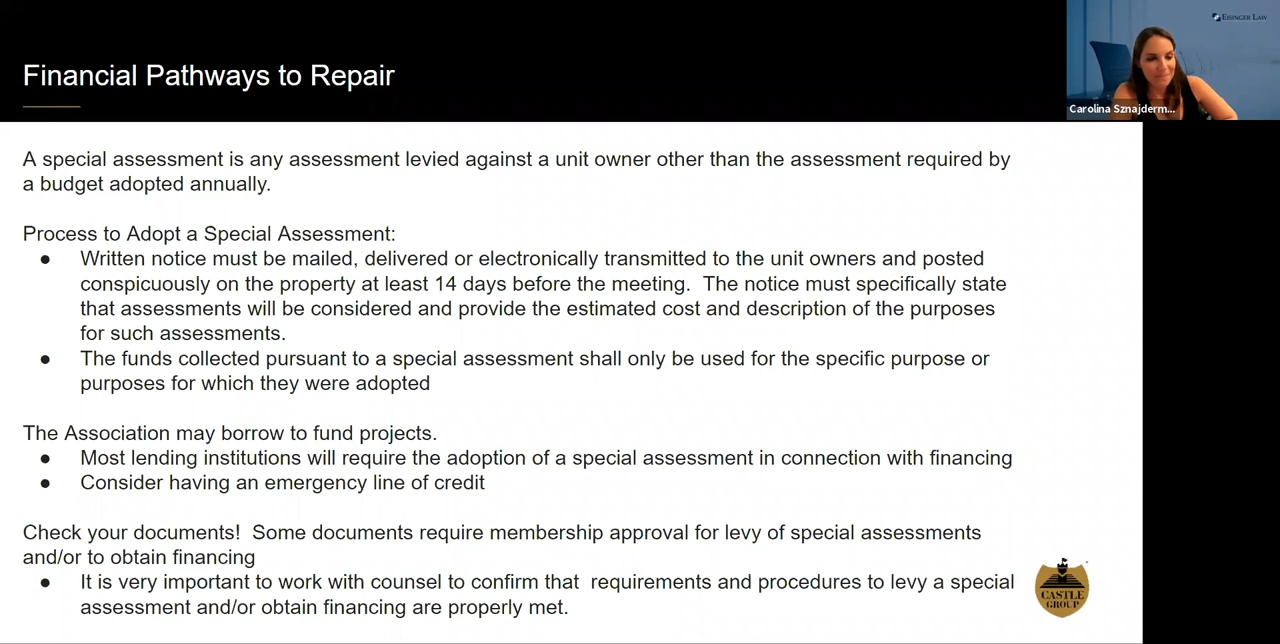 Financial Pathways to Repair
EISINGER LAW
Carolina Sznajderm...
A special assessment is any assessment levied against a unit owner other than the assessment required by
a budget adopted annually.
Process to Adopt a Special Assessment:
● Written notice must be mailed, delivered or electronically transmitted to the unit owners and posted
conspicuously on the property at least 14 days before the meeting.  The notice must specifically state
that assessments will be considered and provide the estimated cost and description of the purposes
for such assessments.
● The funds collected pursuant to a special assessment shall only be used for the specific purpose or
purposes for which they were adopted
The Association may borrow to fund projects.
● Most lending institutions will require the adoption of a special assessment in connection with financing
● Consider having an emergency line of credit
Check your documents!  Some documents require membership approval for levy of special assessments
and/or to obtain financing
● It is very important to work with counsel to confirm that  requirements and procedures to levy a special
assessment and/or obtain financing are properly met.
CASTLE
GROUP